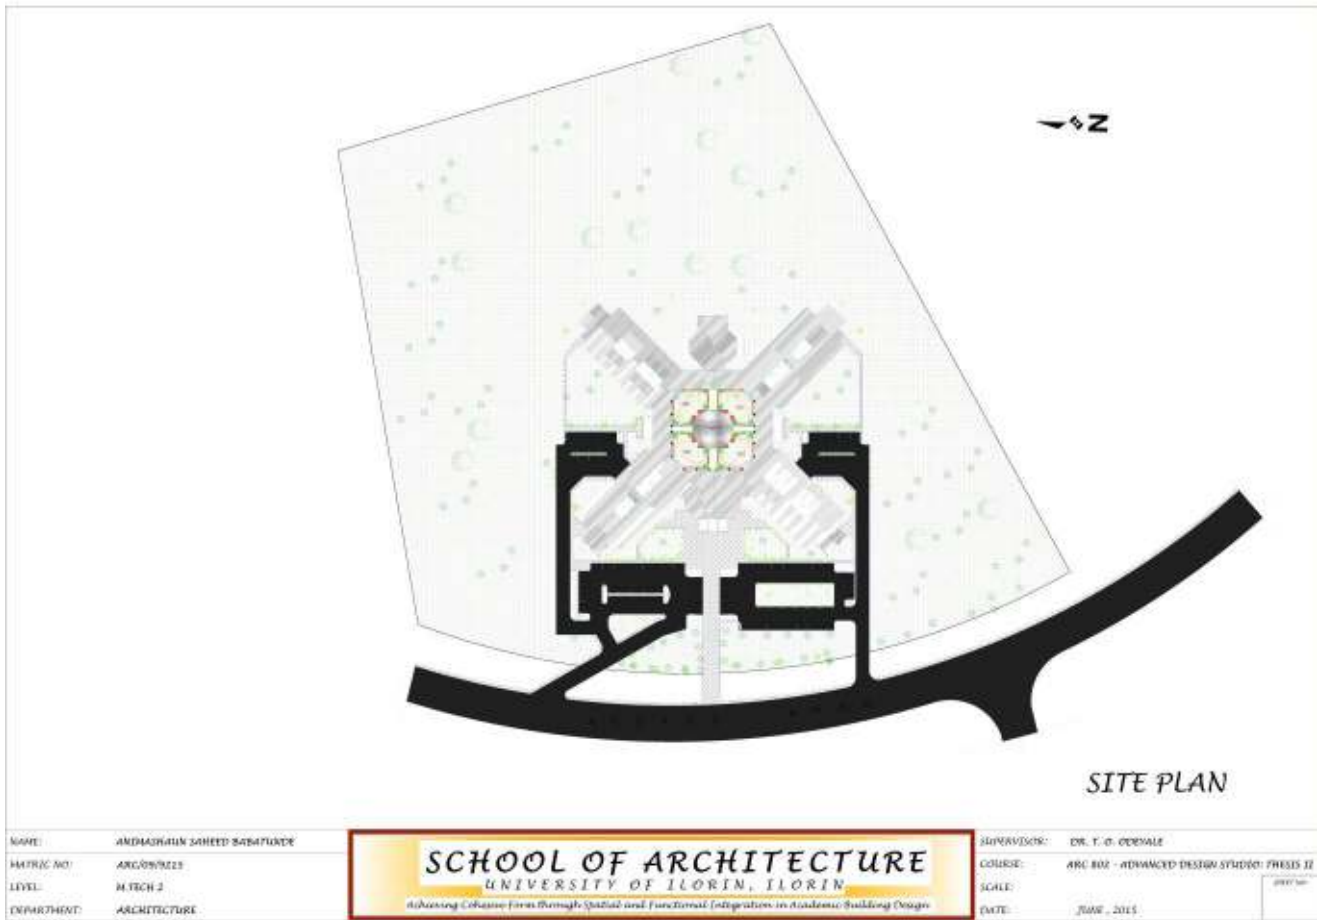 N
SITE PLAN
NAME: ANIMASHAUN SAHEED BABATUNDE
MATRIC NO: ARC/09/9225
LEVEL: M.TECH 2
DEPARTMENT: ARCHITECTURE
SCHOOL OF ARCHITECTURE
UNIVERSITY OF ILORIN, ILORIN
Achieving Cohesive Form through Spatial and Functional Integration in Academic Building Design
SUPERVISOR: DR. T. O. ODEYALE
COURSE: ARC 802 - ADVANCED DESIGN STUDIO: THESIS II
SCALE:
DATE: JUNE, 2015